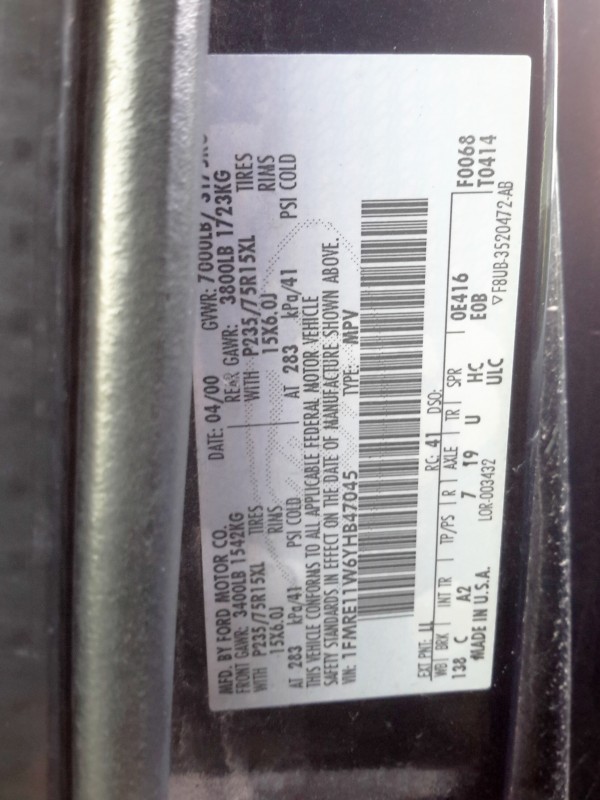 MFD. BY FORD MOTOR CO.
DATE: 04/00 GVWR: 7000LB/
FRONT GAWR: 3400LB 1542KG REAR GAWR: 3800LB 1723KG
WITH P235/75R15XL TIRES WITH P235/75R15XL TIRES
15X6.0J RIMS 15X6.0J RIMS
AT 283 kPa/41 PSI COLD AT 283 kPa/41 PSI COLD
THIS VEHICLE CONFORMS TO ALL APPLICABLE FEDERAL MOTOR VEHICLE
SAFETY STANDARDS IN EFFECT ON THE DATE OF MANUFACTURE SHOWN ABOVE.
VIN: 1FMRE11W6YHB47045 TYPE: MPV
EXT PNT: LL RC: 41 DSO:
WB BRK INT TR TP/PS R AXLE TR SPR F0068
138 C A2 7 19 U HC 0E416 T0414
ULC E0B
MADE IN U.S.A. LOR-003432 F8UB-3520472-AB